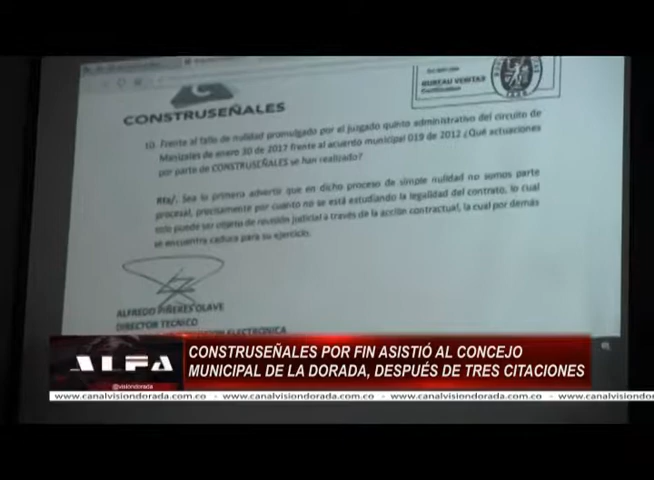 BUREAU VERITAS
Certification
CONSTRUSEÑALES
10. Frente al fallo de nulidad promulgado por el juzgado quinto administrativo del circuito de
Manizales de enero 30 de 2017 frente al acuerdo municipal 019 de 2012 ¿Qué actuaciones
por parte de CONSTRUSEÑALES se han realizado?
Rta/. Sea lo primera advertir que en dicho proceso de simple nulidad no somos parte
procesal, precisamente por cuanto no se está estudiando la legalidad del contrato, lo cual
solo puede ser objeto de revisión judicial a través de la acción contractual, la cual por demás
se encuentra caduca para su ejercicio.
ALFREDO PIÑERES OLAVE
DIRECTOR TECNICO
ELECTRONICA
ALFA
@visiondorada
CONSTRUSEÑALES POR FIN ASISTIÓ AL CONCEJO
MUNICIPAL DE LA DORADA, DESPUÉS DE TRES CITACIONES
www.canalvisiondorada.com.co - www.canalvisiondorada.com.co - www.canalvisiondorada.com.co - www.canalvisiondorada